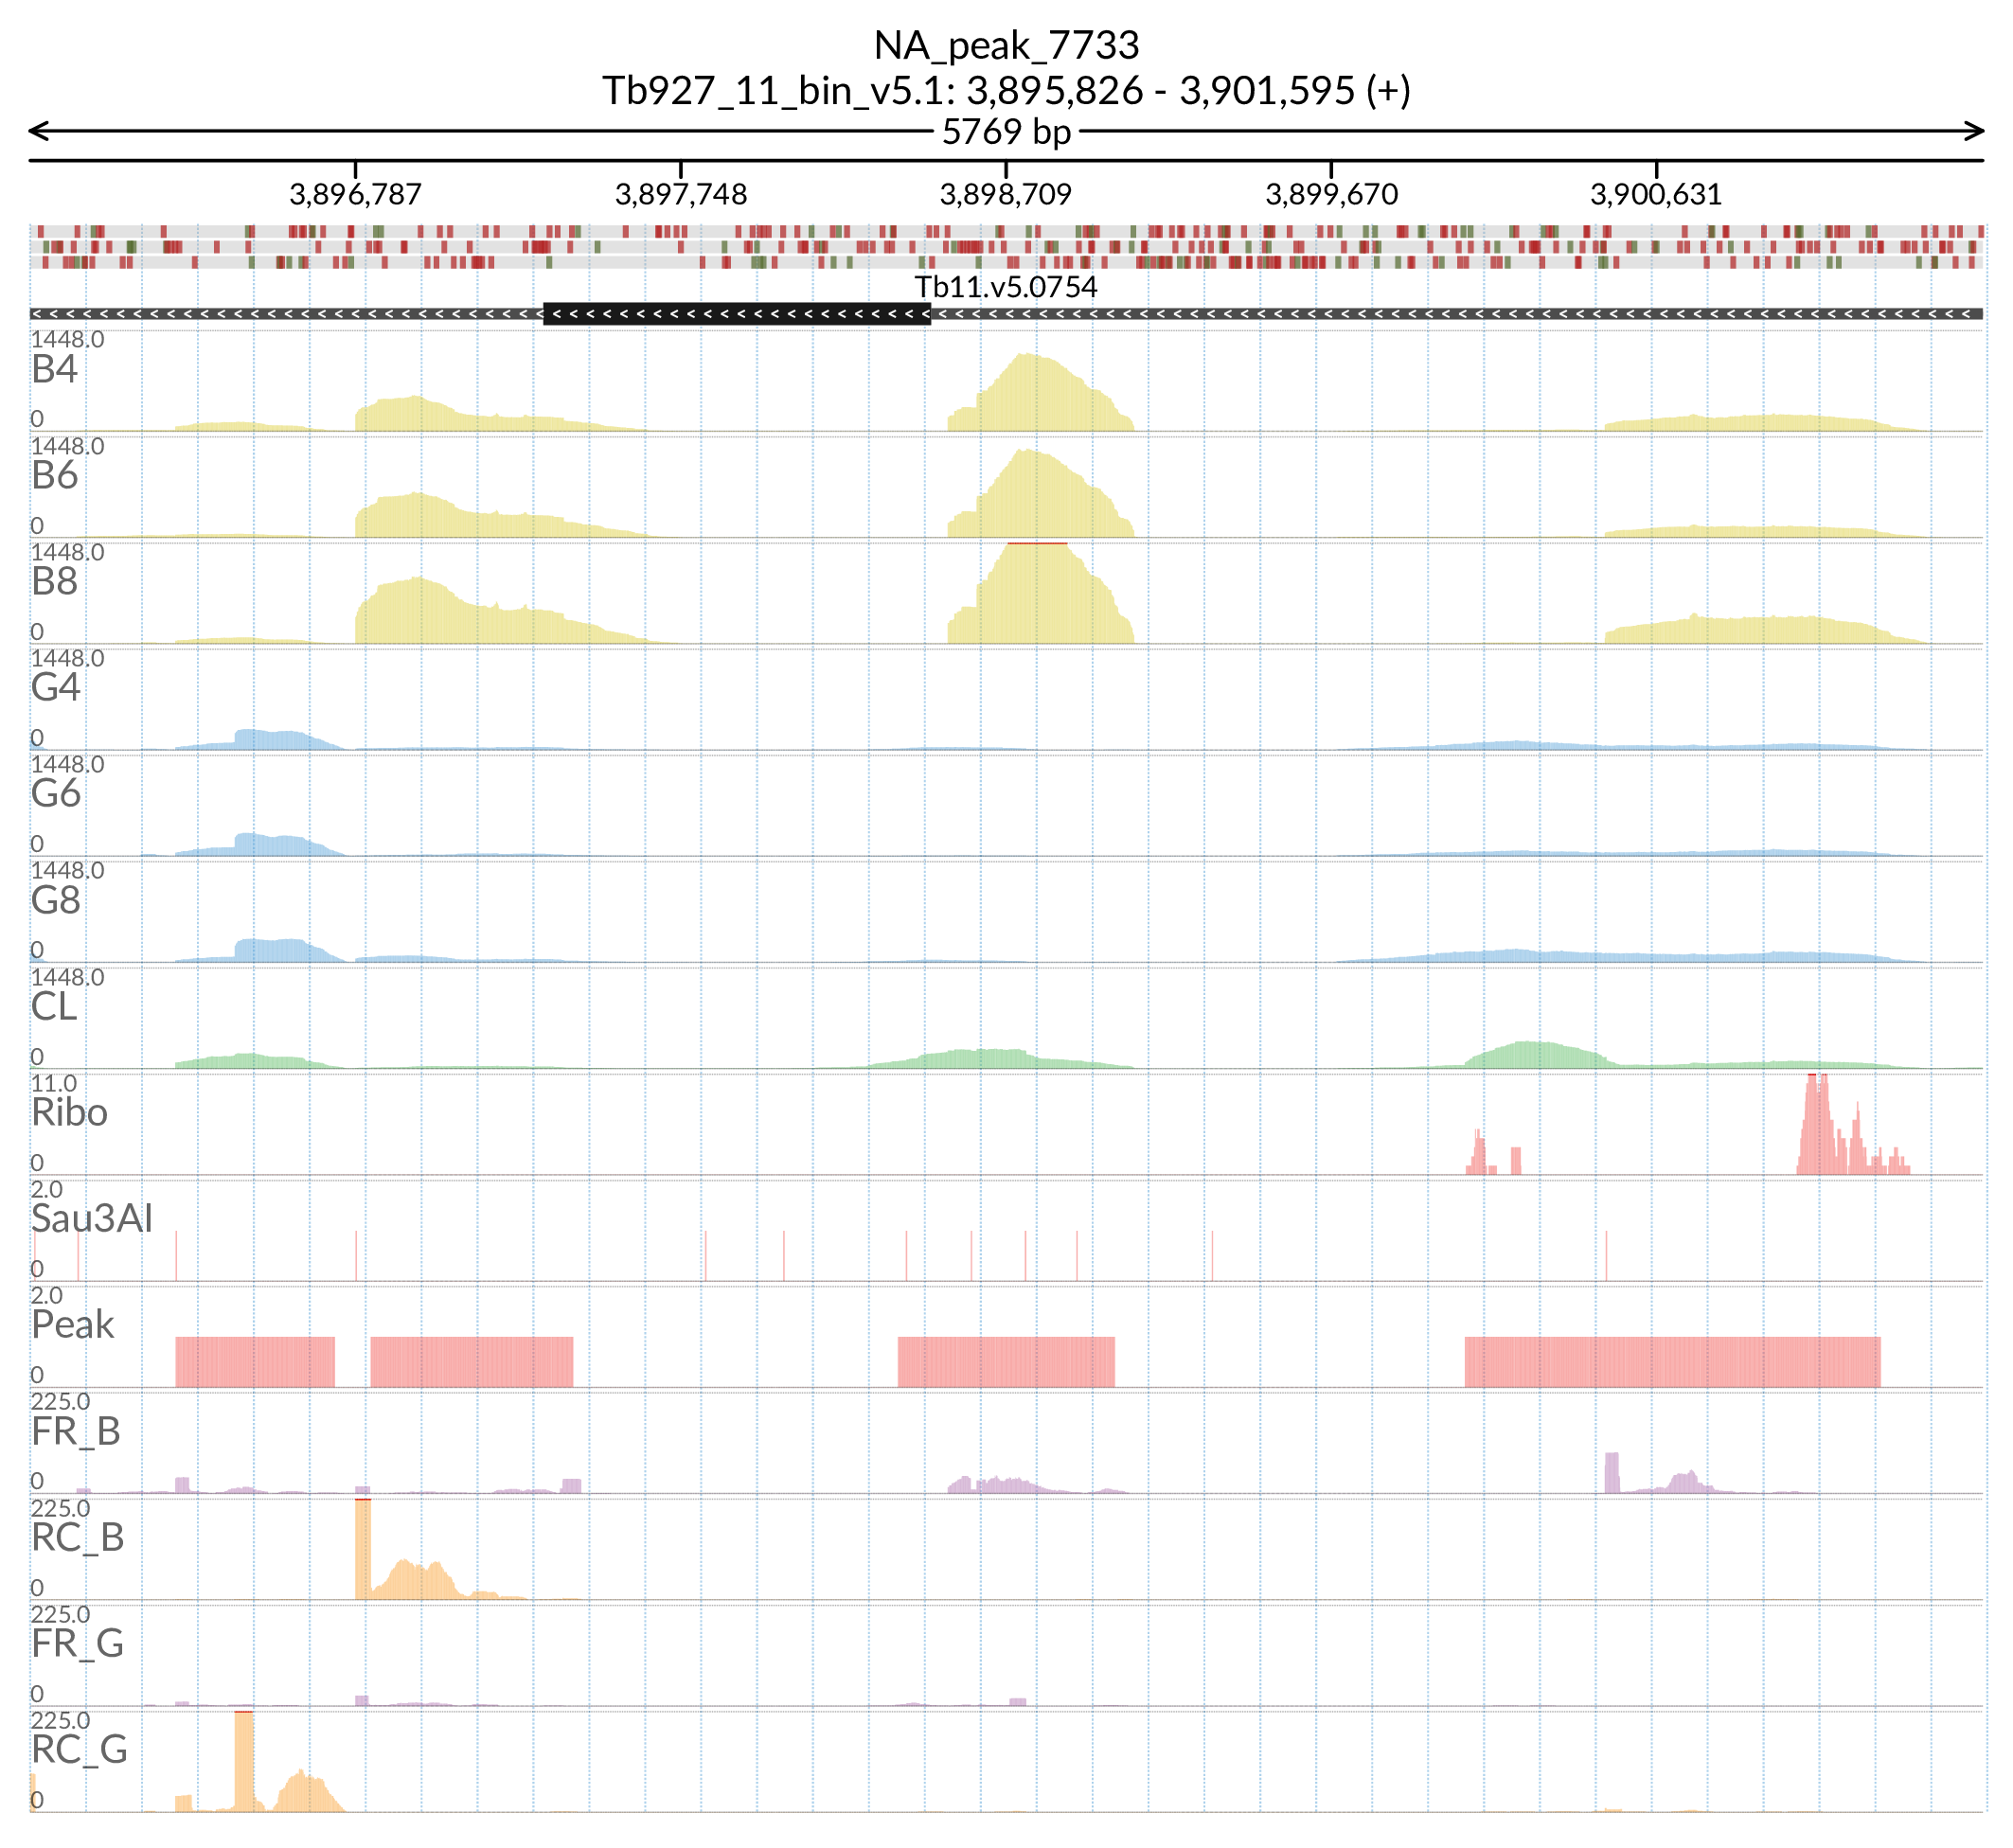 NA_peak_7733
Tb927_11_bin_v5.1: 3,895,826 - 3,901,595 (+)
5769 bp
3,896,787 3,897,748 3,898,709 3,899,670 3,900,631
Tb11.v5.0754
1448.0
B4
0
1448.0
B6
0
1448.0
B8
0
1448.0
G4
0
1448.0
G6
0
1448.0
G8
0
1448.0
CL
0
11.0
Ribo
0
2.0
Sau3AI
0
2.0
Peak
0
225.0
FR_B
0
225.0
RC_B
0
225.0
FR_G
0
225.0
RC_G
0